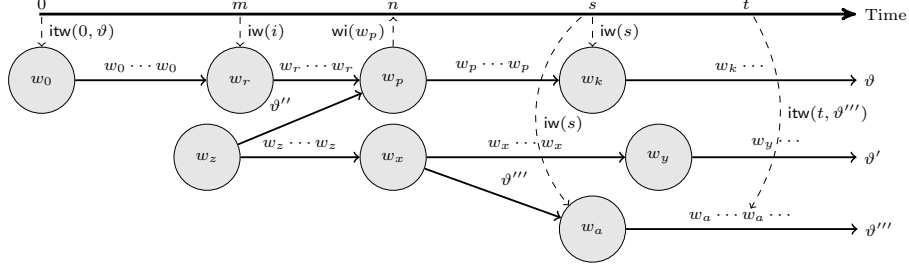 0 m n s t
Time
itw(0, ϑ) iw(i) wi(w_p) iw(s)
w_0 ⋯ w_0 w_r ⋯ w_r w_p ⋯ w_p w_k ⋯
w_0 w_r w_p w_k ϑ
ϑ'' itw(t, ϑ''')
iw(s)
w_z ⋯ w_z w_x ⋯ w_x w_y ⋯
w_z w_x w_y ϑ'
ϑ'''
w_a ⋯ w_a ⋯
w_a ϑ'''